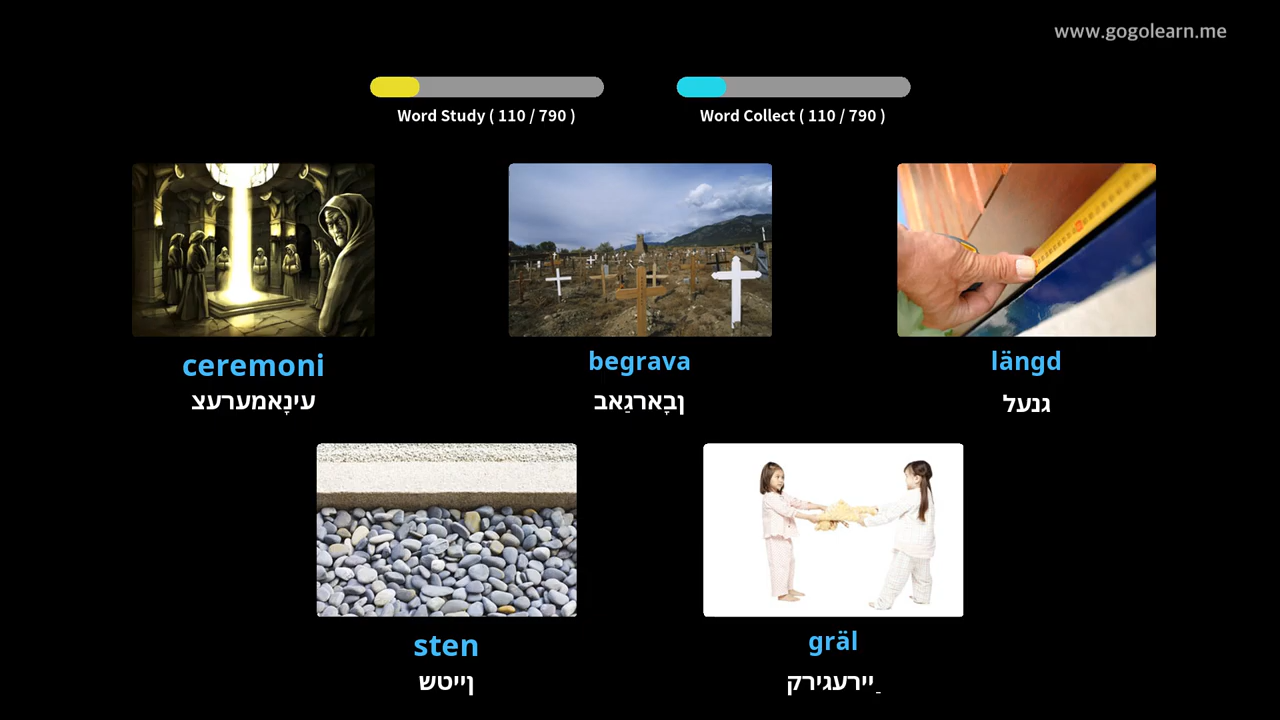 www.gogolearn.me
Word Study ( 110 / 790 )
Word Collect ( 110 / 790 )
ceremoni
עינָאמערעצ
begrava
ןבָארגַאב
längd
גנעל
sten
ןייטש
gräl
ַיירעגירק